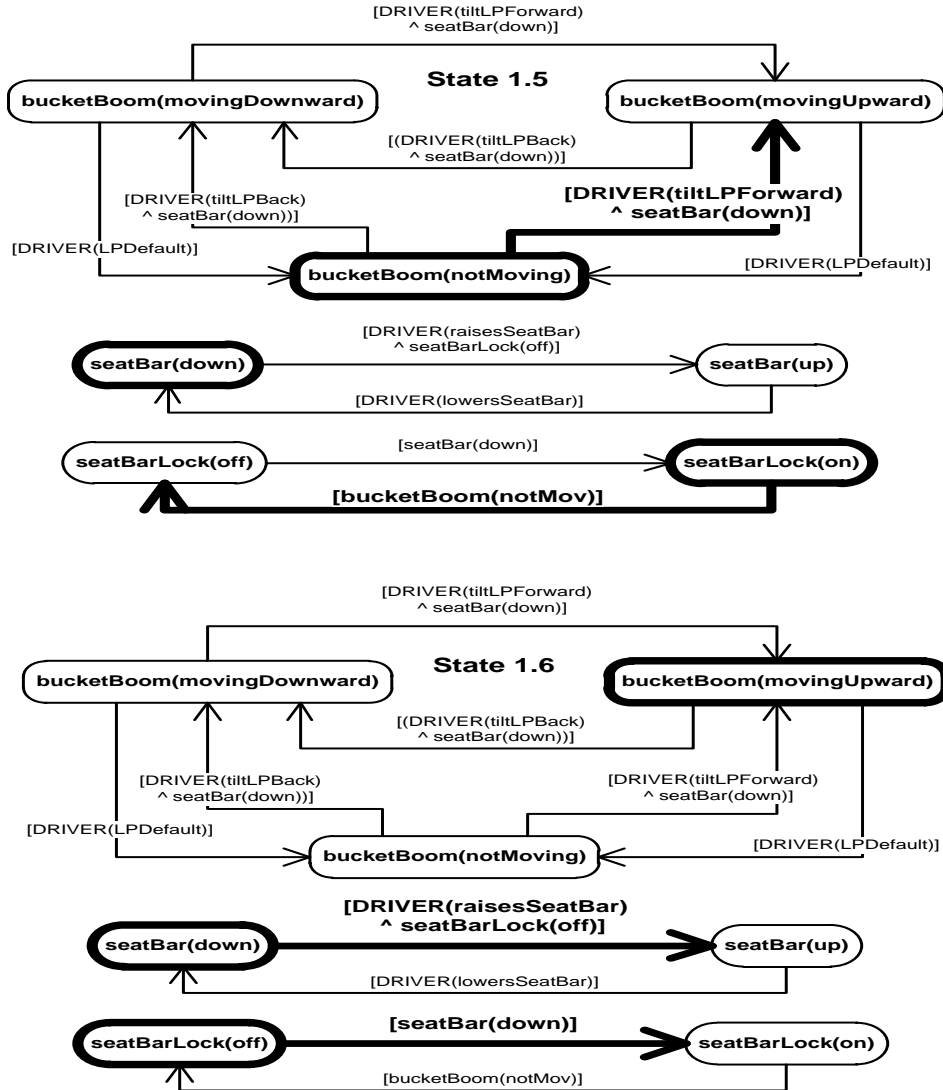 [DRIVER(tiltLPForward)
^ seatBar(down)]
State 1.5
bucketBoom(movingDownward)
bucketBoom(movingUpward)
[(DRIVER(tiltLPBack)
^ seatBar(down))]
[DRIVER(tiltLPBack)
^ seatBar(down))]
[DRIVER(tiltLPForward)
^ seatBar(down)]
[DRIVER(LPDefault)]
bucketBoom(notMoving)
[DRIVER(LPDefault)]
[DRIVER(raisesSeatBar)
^ seatBarLock(off)]
seatBar(down)
seatBar(up)
[DRIVER(lowersSeatBar)]
[seatBar(down)]
seatBarLock(off)
seatBarLock(on)
[bucketBoom(notMov)]
[DRIVER(tiltLPForward)
^ seatBar(down)]
State 1.6
bucketBoom(movingDownward)
bucketBoom(movingUpward)
[(DRIVER(tiltLPBack)
^ seatBar(down))]
[DRIVER(tiltLPBack)
^ seatBar(down))]
[DRIVER(tiltLPForward)
^ seatBar(down)]
[DRIVER(LPDefault)]
bucketBoom(notMoving)
[DRIVER(LPDefault)]
[DRIVER(raisesSeatBar)
^ seatBarLock(off)]
seatBar(down)
seatBar(up)
[DRIVER(lowersSeatBar)]
[seatBar(down)]
seatBarLock(off)
seatBarLock(on)
[bucketBoom(notMov)]